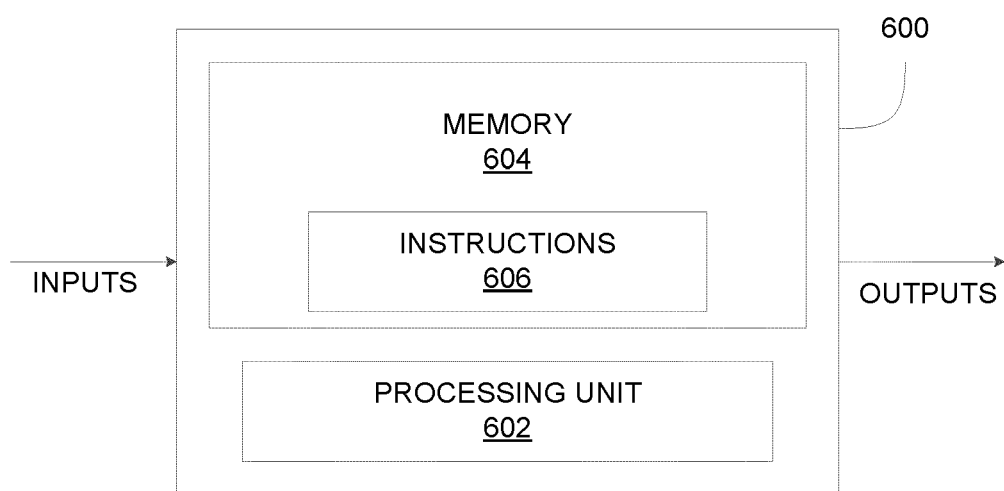 600
MEMORY
604
INSTRUCTIONS
606
INPUTS
OUTPUTS
PROCESSING UNIT
602